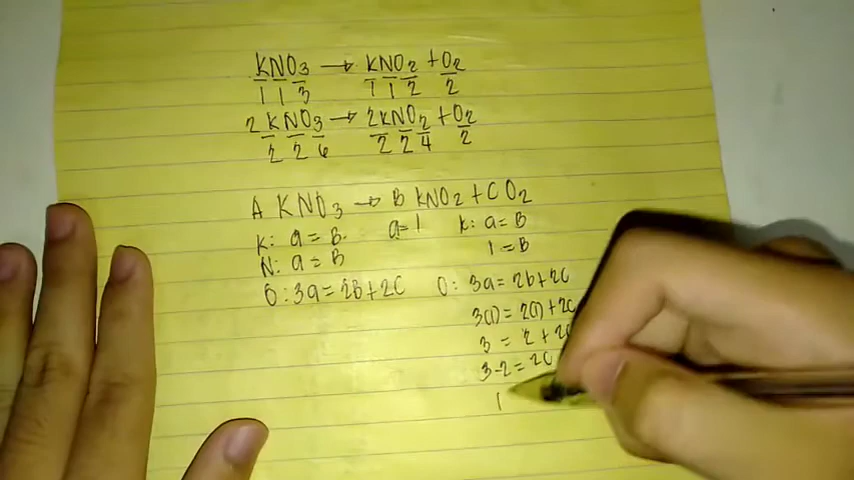 KNO3 → KNO2 + O2
1 1 3 1 1 2 2
2 KNO3 → 2KNO2 + O2
2 2 6 2 2 4 2
A KNO3 → B KNO2 + C O2
K: a = B a=1 K: a = B
N: a = B 1 = B
O: 3a = 2B + 2C O: 3a = 2b + 2C
3(1) = 2(1) + 2C
3 = 2 + 2C
3-2 = 2C
1